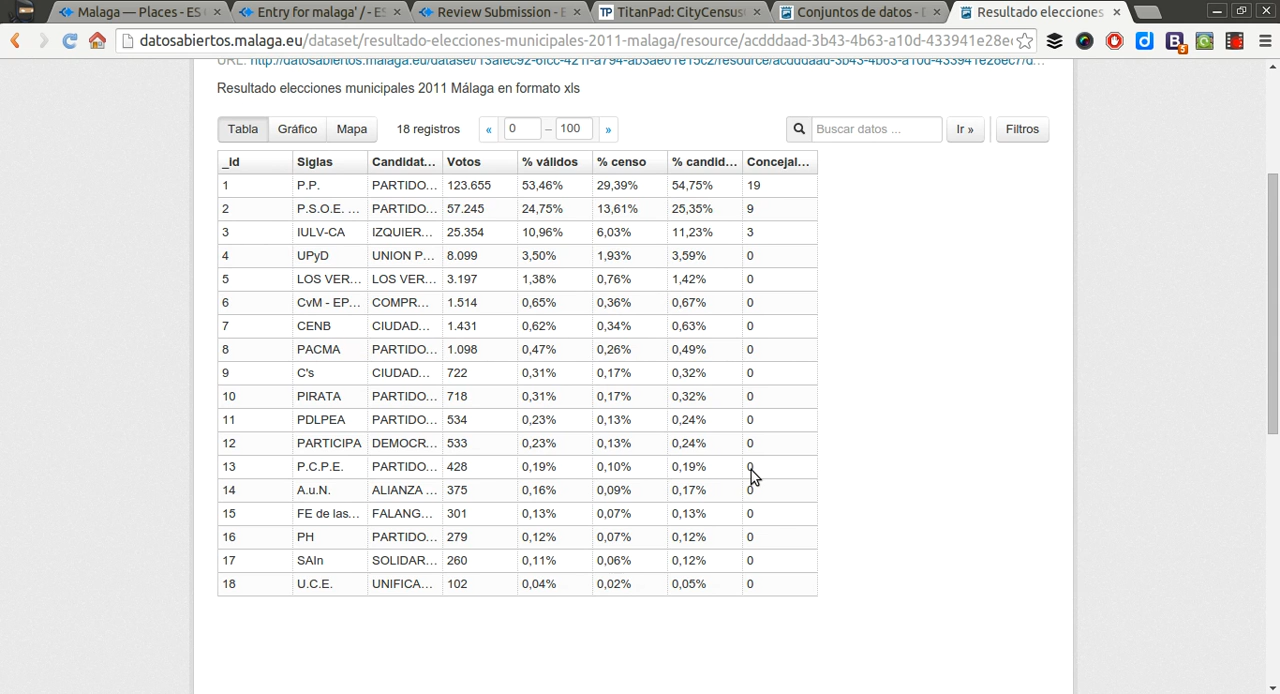 Malaga — Places - ES
Entry for malaga' / - ES
Review Submission - E
TitanPad: CityCensus
Conjuntos de datos - D
Resultado elecciones
datosabiertos.malaga.eu/dataset/resultado-elecciones-municipales-2011-malaga/resource/acdddaad-3b43-4b63-a10d-433941e28e
Resultado elecciones municipales 2011 Málaga en formato xls
Tabla Gráfico Mapa 18 registros « 0 – 100 » Buscar datos ... Ir » Filtros
_id Siglas Candidat... Votos % válidos % censo % candid... Concejal...
1 P.P. PARTIDO... 123.655 53,46% 29,39% 54,75% 19
2 P.S.O.E. ... PARTIDO... 57.245 24,75% 13,61% 25,35% 9
3 IULV-CA IZQUIER... 25.354 10,96% 6,03% 11,23% 3
4 UPyD UNION P... 8.099 3,50% 1,93% 3,59% 0
5 LOS VER... LOS VER... 3.197 1,38% 0,76% 1,42% 0
6 CvM - EP... COMPR... 1.514 0,65% 0,36% 0,67% 0
7 CENB CIUDAD... 1.431 0,62% 0,34% 0,63% 0
8 PACMA PARTIDO... 1.098 0,47% 0,26% 0,49% 0
9 C's CIUDAD... 722 0,31% 0,17% 0,32% 0
10 PIRATA PARTIDO... 718 0,31% 0,17% 0,32% 0
11 PDLPEA PARTIDO... 534 0,23% 0,13% 0,24% 0
12 PARTICIPA DEMOCR... 533 0,23% 0,13% 0,24% 0
13 P.C.P.E. PARTIDO... 428 0,19% 0,10% 0,19% 0
14 A.u.N. ALIANZA ... 375 0,16% 0,09% 0,17% 0
15 FE de las... FALANG... 301 0,13% 0,07% 0,13% 0
16 PH PARTIDO... 279 0,12% 0,07% 0,12% 0
17 SAIn SOLIDAR... 260 0,11% 0,06% 0,12% 0
18 U.C.E. UNIFICA... 102 0,04% 0,02% 0,05% 0